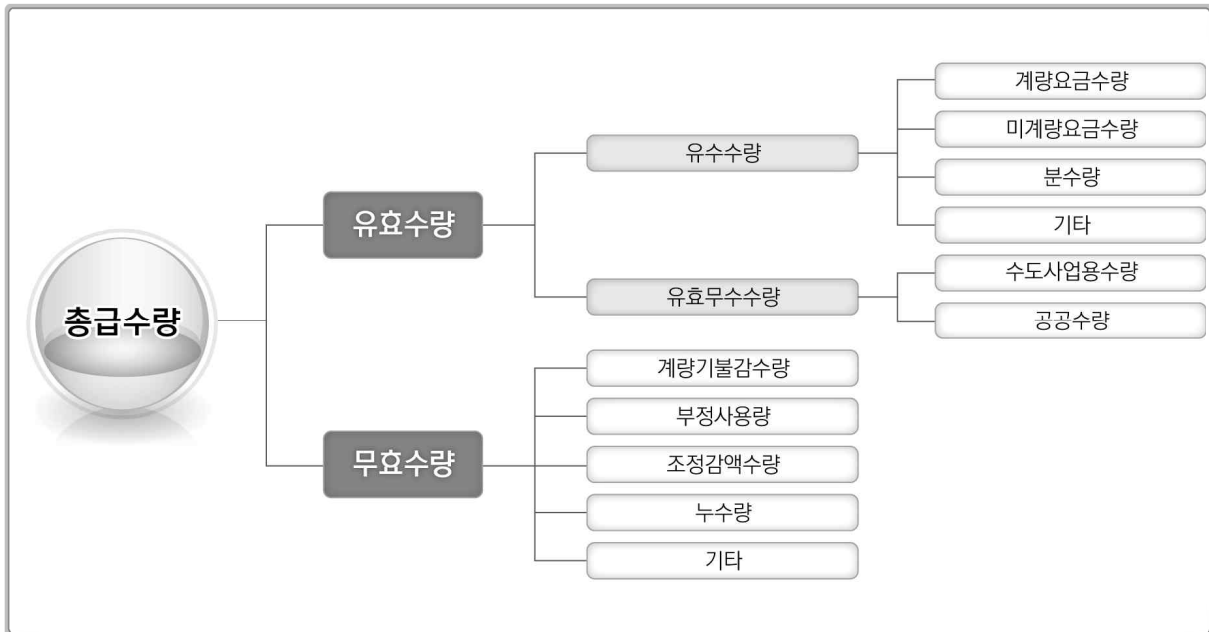 총급수량
유효수량
유수수량
계량요금수량
미계량요금수량
분수량
기타
유효무수수량
수도사업용수량
공공수량
무효수량
계량기불감수량
부정사용량
조정감액수량
누수량
기타